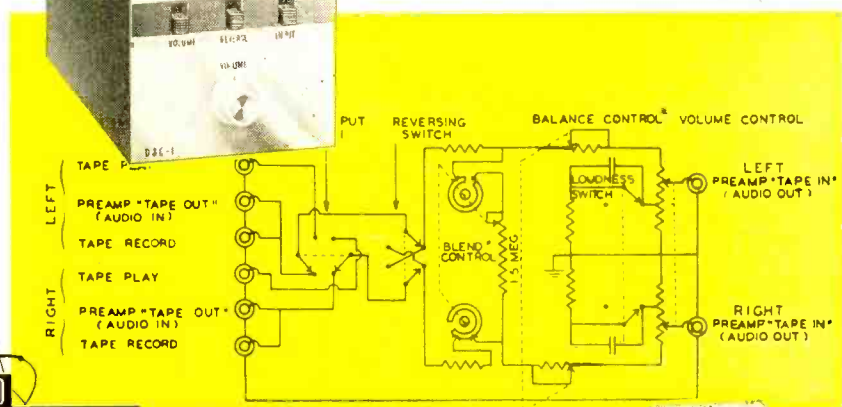 VOLUME REVERSE INPUT
VOLUME
DSC-1
PUT REVERSING
SWITCH
BALANCE CONTROL VOLUME CONTROL
LEFT
TAPE PLAY
PREAMP "TAPE OUT"
(AUDIO IN)
TAPE RECORD
RIGHT
TAPE PLAY
PREAMP "TAPE OUT"
(AUDIO IN)
TAPE RECORD
BLEND
CONTROL
1.5 MEG
LOUDNESS
SWITCH
LEFT
PREAMP "TAPE IN"
(AUDIO OUT)
RIGHT
PREAMP "TAPE IN"
(AUDIO OUT)